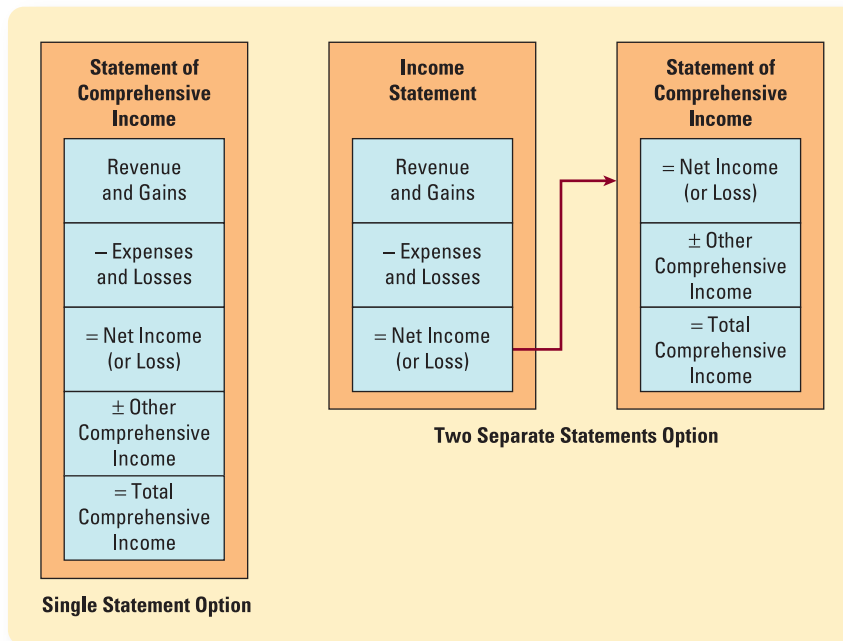 Statement of
Comprehensive
Income
Revenue
and Gains
– Expenses
and Losses
= Net Income
(or Loss)
± Other
Comprehensive
Income
= Total
Comprehensive
Income
Single Statement Option
Income
Statement
Revenue
and Gains
– Expenses
and Losses
= Net Income
(or Loss)
Statement of
Comprehensive
Income
= Net Income
(or Loss)
± Other
Comprehensive
Income
= Total
Comprehensive
Income
Two Separate Statements Option